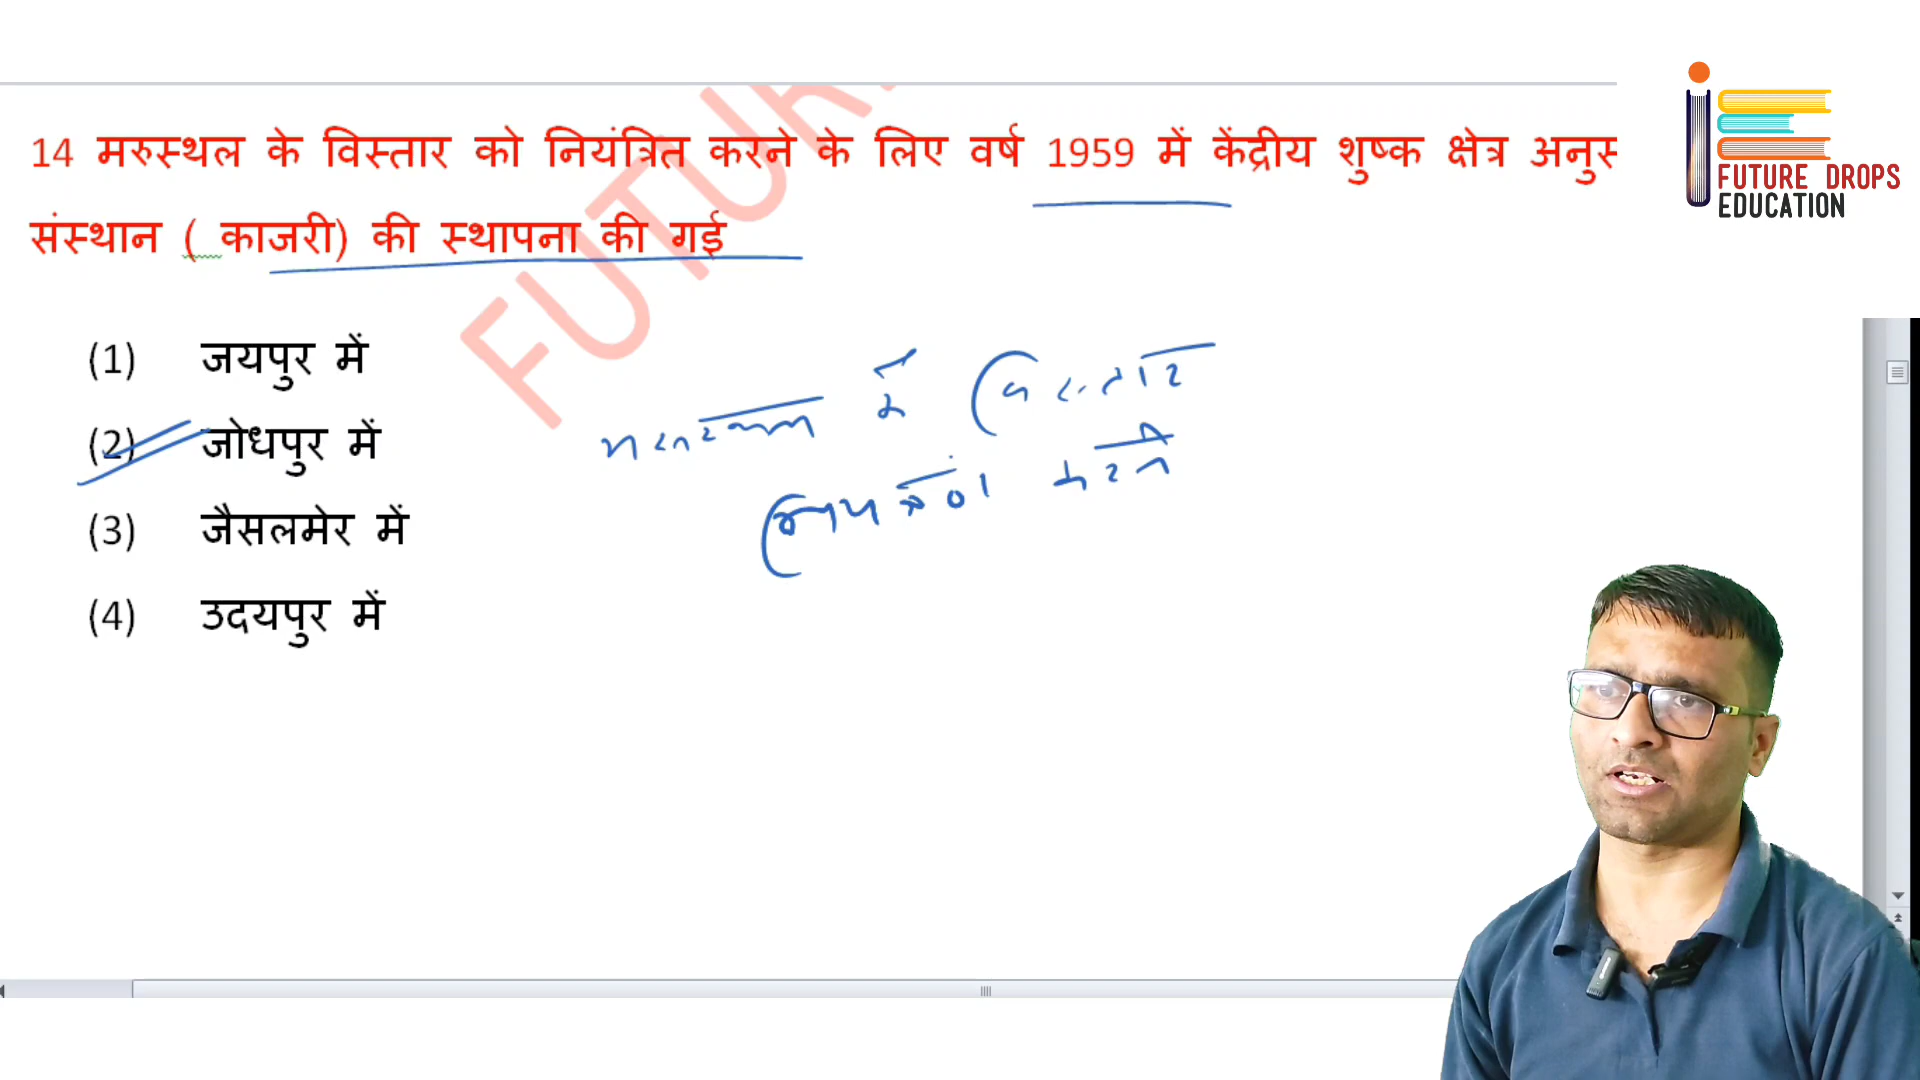 14 मरुस्थल के विस्तार को नियंत्रित करने के लिए वर्ष 1959 में केंद्रीय शुष्क क्षेत्र अनुस
संस्थान ( काजरी) की स्थापना की गई
(1) जयपुर में
(2) जोधपुर में
(3) जैसलमेर में
(4) उदयपुर में
FUTUR
FUTURE DROPS
EDUCATION